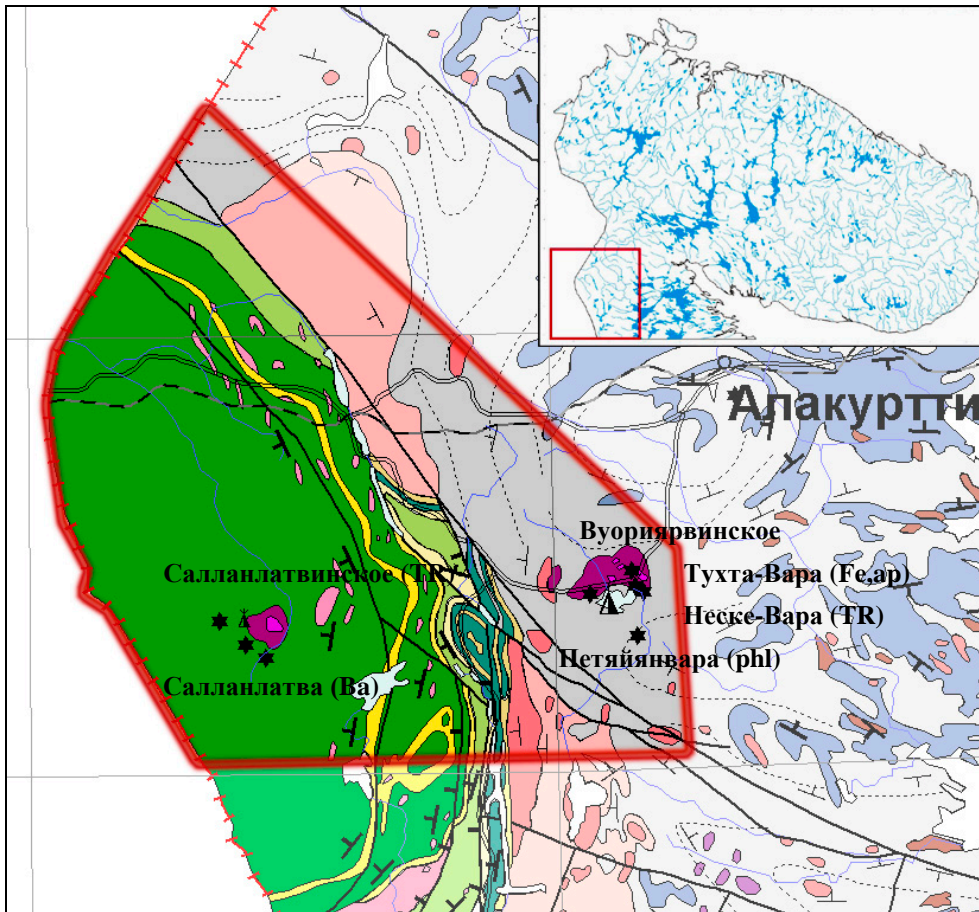 Алакуртти
Вуориярвинское
Салланлатвинское (TR)
Тухта-Вара (Fe,ap)
Неске-Вара (TR)
Петяйянвара (phl)
Салланлатва (Ba)